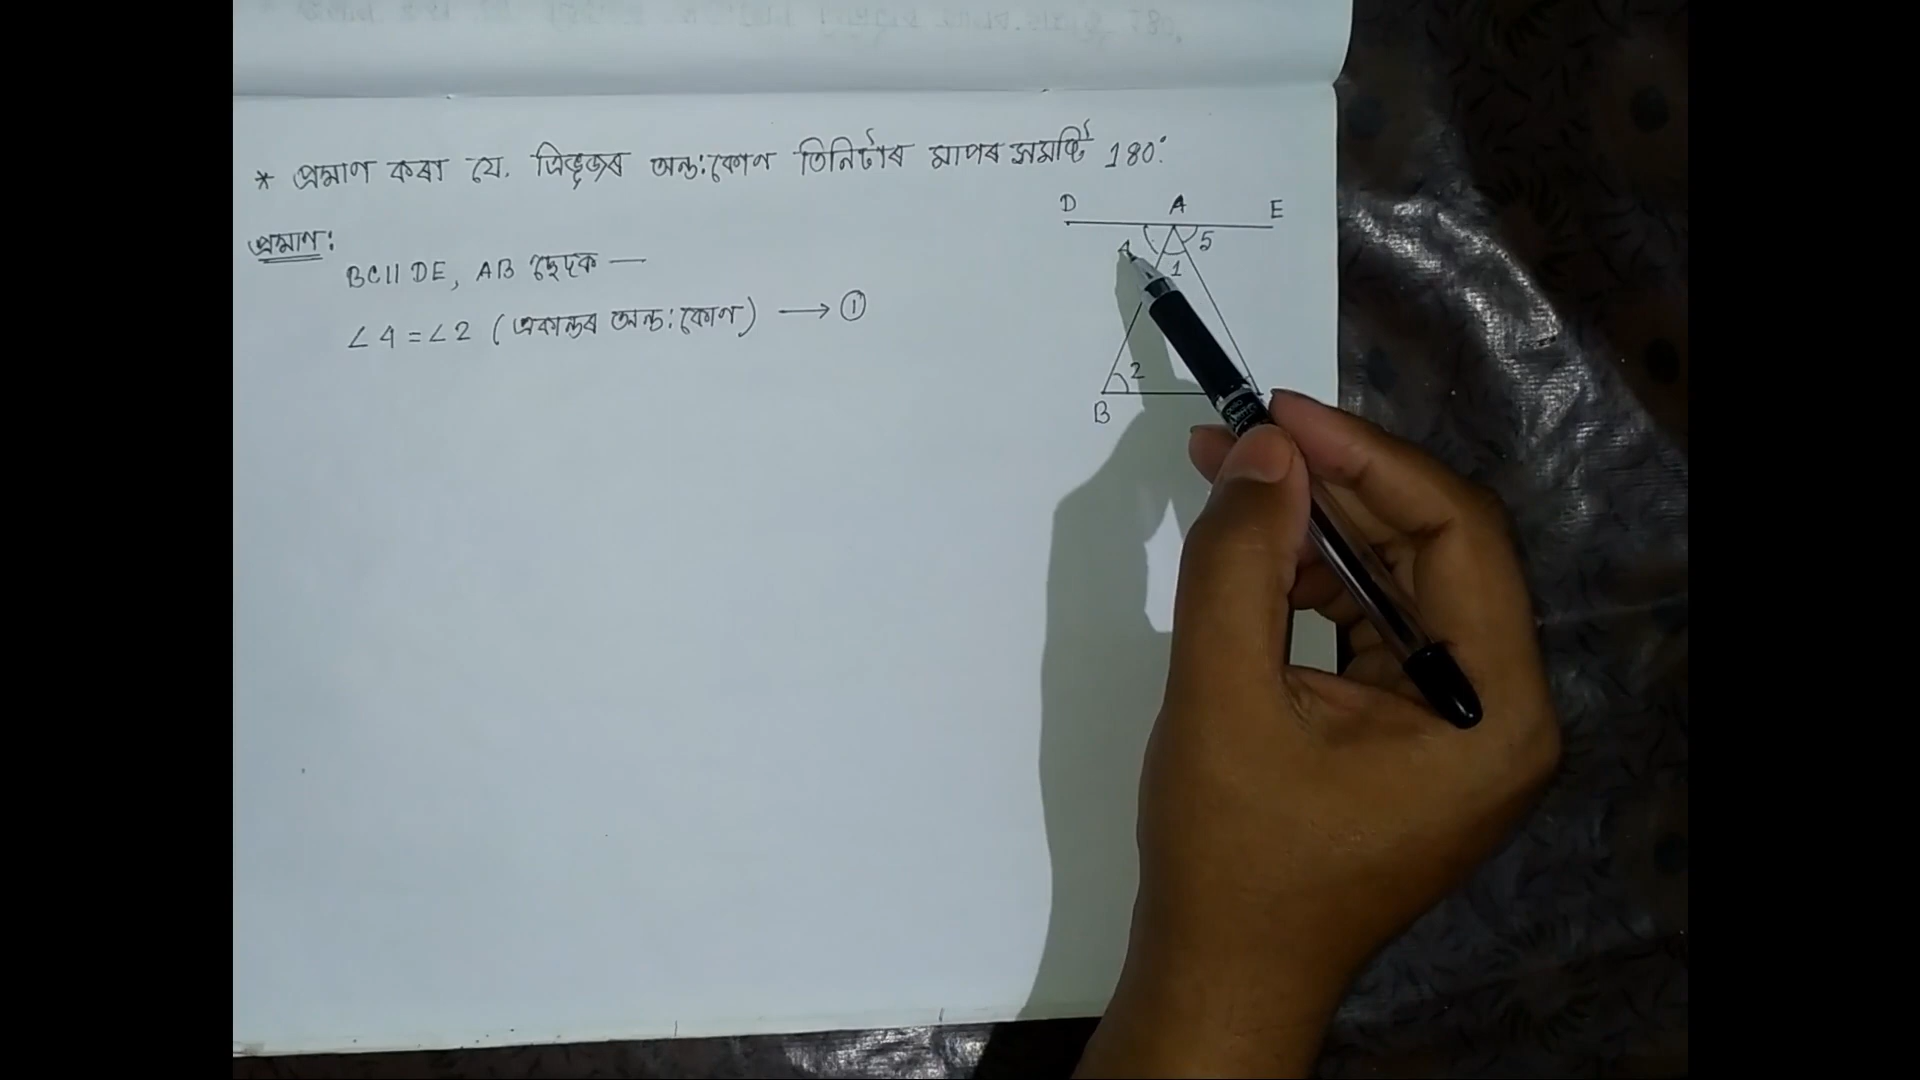 * প্ৰমাণ কৰা যে, ত্ৰিভূজৰ অন্ত:কোণ তিনিটাৰ মাপৰ সমষ্টি 180°
D A E
প্ৰমাণ:
4 5
BC || DE, AB ছেদক —
1
∠4 = ∠2 (একান্তৰ অন্ত:কোণ) → ①
2
B